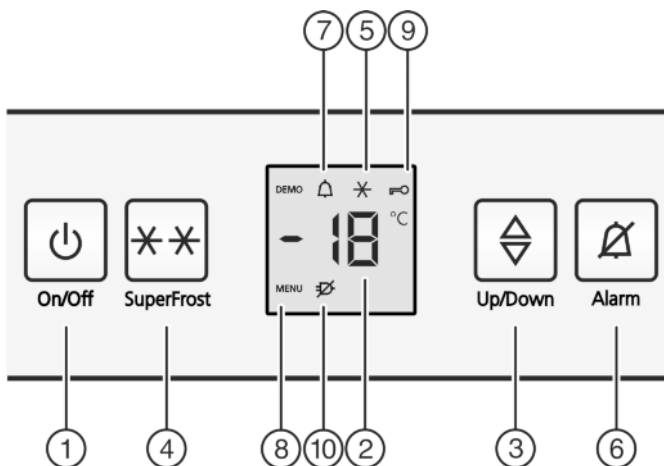 7 5 9
DEMO
°C
-18
MENU
On/Off SuperFrost Up/Down Alarm
1 4 8 10 2 3 6